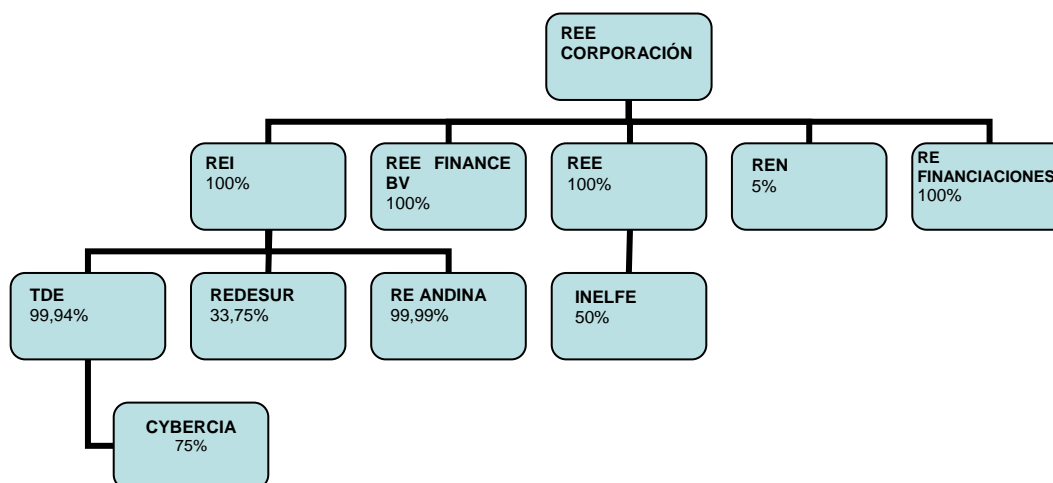 REE
CORPORACIÓN
REI
100%
REE FINANCE
BV
100%
REE
100%
REN
5%
RE
FINANCIACIONES
100%
TDE
99,94%
REDESUR
33,75%
RE ANDINA
99,99%
INELFE
50%
CYBERCIA
75%